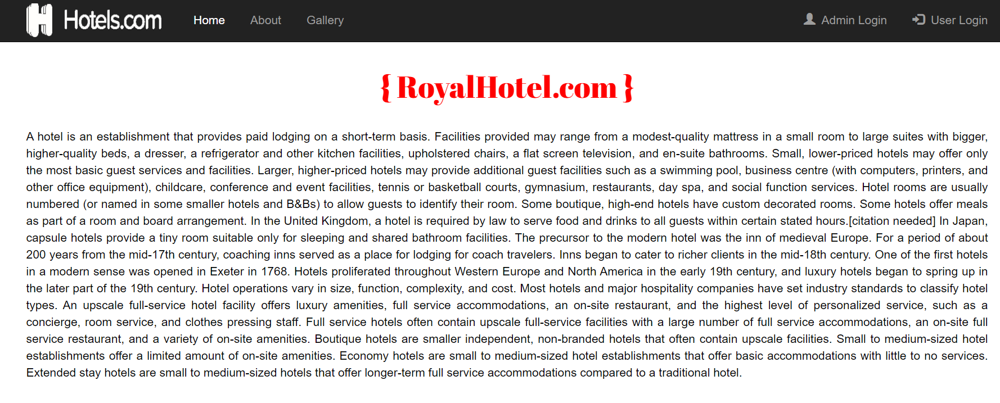 Hotels.com Home About Gallery Admin Login User Login
{ RoyalHotel.com }
A hotel is an establishment that provides paid lodging on a short-term basis. Facilities provided may range from a modest-quality mattress in a small room to large suites with bigger,
higher-quality beds, a dresser, a refrigerator and other kitchen facilities, upholstered chairs, a flat screen television, and en-suite bathrooms. Small, lower-priced hotels may offer only
the most basic guest services and facilities. Larger, higher-priced hotels may provide additional guest facilities such as a swimming pool, business centre (with computers, printers, and
other office equipment), childcare, conference and event facilities, tennis or basketball courts, gymnasium, restaurants, day spa, and social function services. Hotel rooms are usually
numbered (or named in some smaller hotels and B&Bs) to allow guests to identify their room. Some boutique, high-end hotels have custom decorated rooms. Some hotels offer meals
as part of a room and board arrangement. In the United Kingdom, a hotel is required by law to serve food and drinks to all guests within certain stated hours.[citation needed] In Japan,
capsule hotels provide a tiny room suitable only for sleeping and shared bathroom facilities. The precursor to the modern hotel was the inn of medieval Europe. For a period of about
200 years from the mid-17th century, coaching inns served as a place for lodging for coach travelers. Inns began to cater to richer clients in the mid-18th century. One of the first hotels
in a modern sense was opened in Exeter in 1768. Hotels proliferated throughout Western Europe and North America in the early 19th century, and luxury hotels began to spring up in
the later part of the 19th century. Hotel operations vary in size, function, complexity, and cost. Most hotels and major hospitality companies have set industry standards to classify hotel
types. An upscale full-service hotel facility offers luxury amenities, full service accommodations, an on-site restaurant, and the highest level of personalized service, such as a
concierge, room service, and clothes pressing staff. Full service hotels often contain upscale full-service facilities with a large number of full service accommodations, an on-site full
service restaurant, and a variety of on-site amenities. Boutique hotels are smaller independent, non-branded hotels that often contain upscale facilities. Small to medium-sized hotel
establishments offer a limited amount of on-site amenities. Economy hotels are small to medium-sized hotel establishments that offer basic accommodations with little to no services.
Extended stay hotels are small to medium-sized hotels that offer longer-term full service accommodations compared to a traditional hotel.